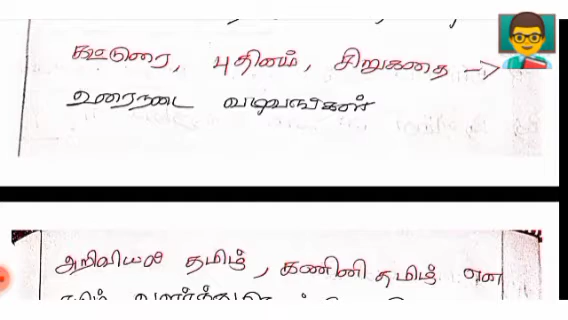 கட்டுரை, புதினம், சிறுகதை →
உரைநடை வடிவங்கள்
அறிவியல் தமிழ், கணினி தமிழ் என